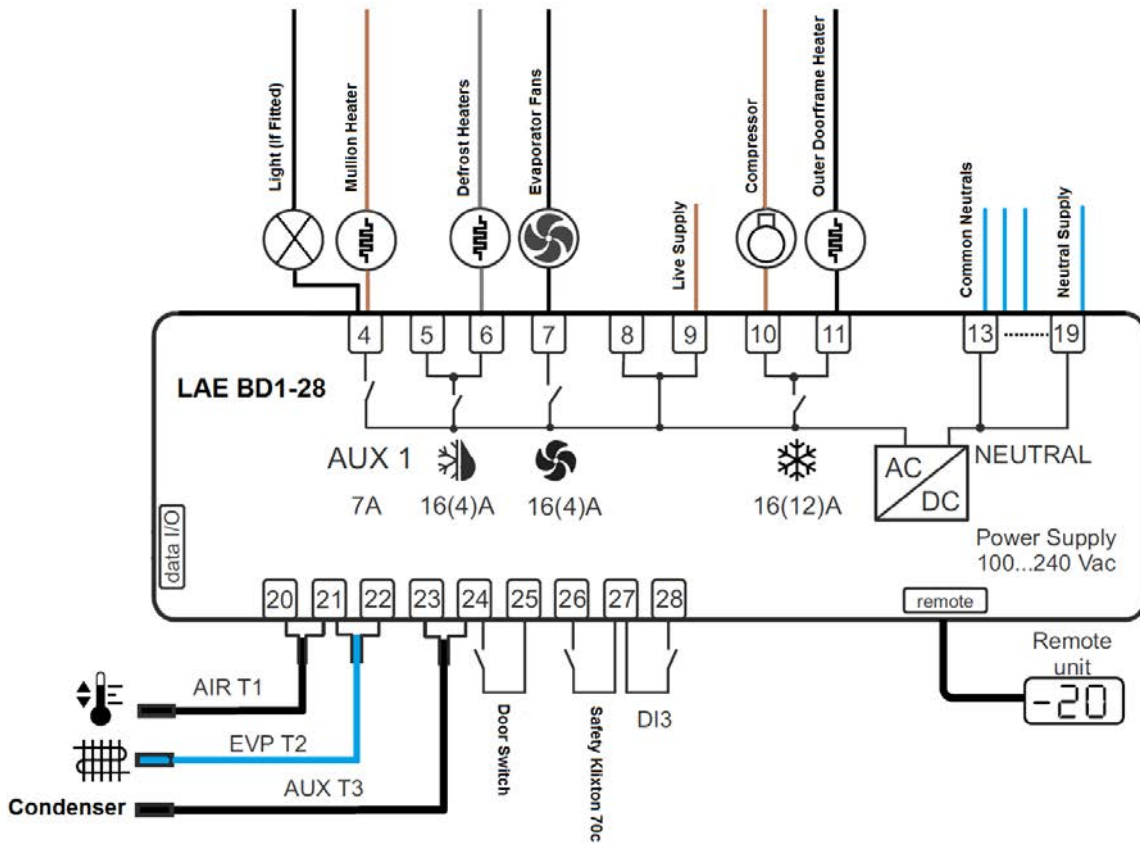 Light (If Fitted)
Mullion Heater
Defrost Heaters
Evaporator Fans
Live Supply
Compressor
Outer Doorframe Heater
Common Neutrals
Neutral Supply
4 5 6 7 8 9 10 11 13 19
LAE BD1-28
AUX 1
AC
DC
NEUTRAL
7A 16(4)A 16(4)A 16(12)A
Power Supply
100...240 Vac
data I/O
20 21 22 23 24 25 26 27 28
remote
Remote
unit
-20
AIR T1
EVP T2
AUX T3
Condenser
Door Switch
Safety Klixton 70c
DI3